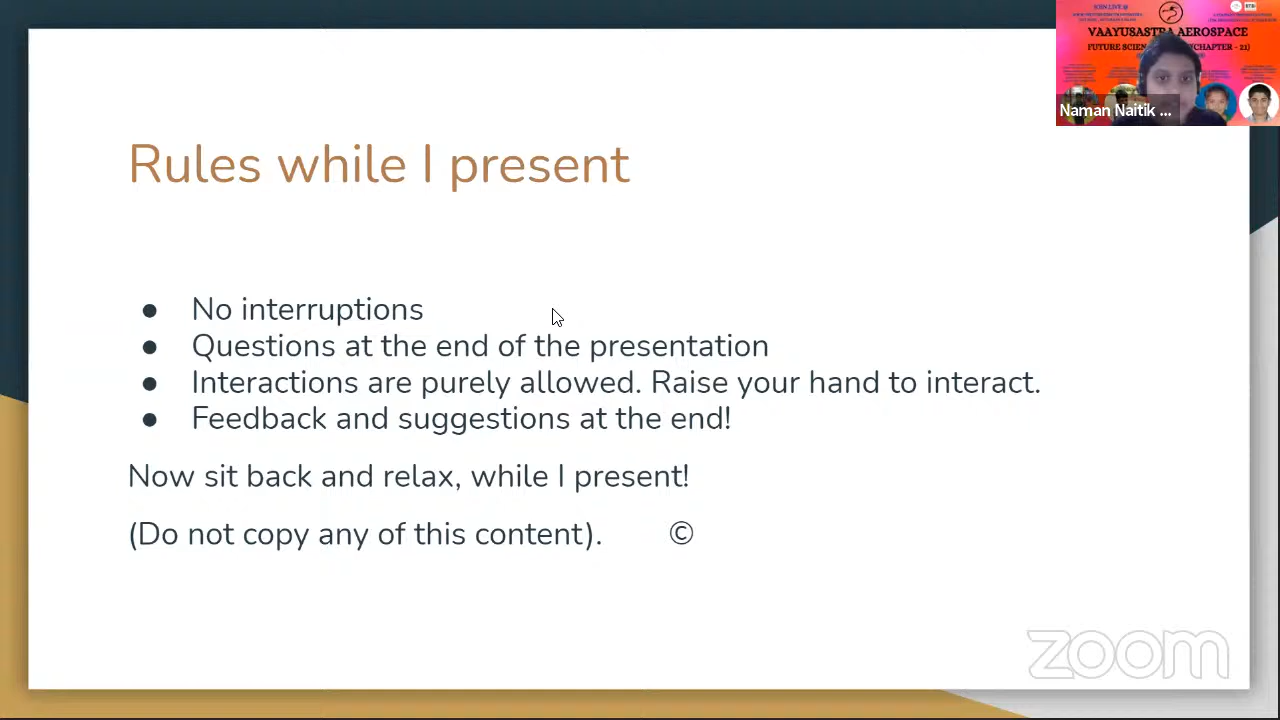 VAAYUSASTRA AEROSPACE
FUTURE SCIEN CHAPTER - 21)
Naman Naitik ...
Rules while I present
● No interruptions
● Questions at the end of the presentation
● Interactions are purely allowed. Raise your hand to interact.
● Feedback and suggestions at the end!
Now sit back and relax, while I present!
(Do not copy any of this content). ©
zoom